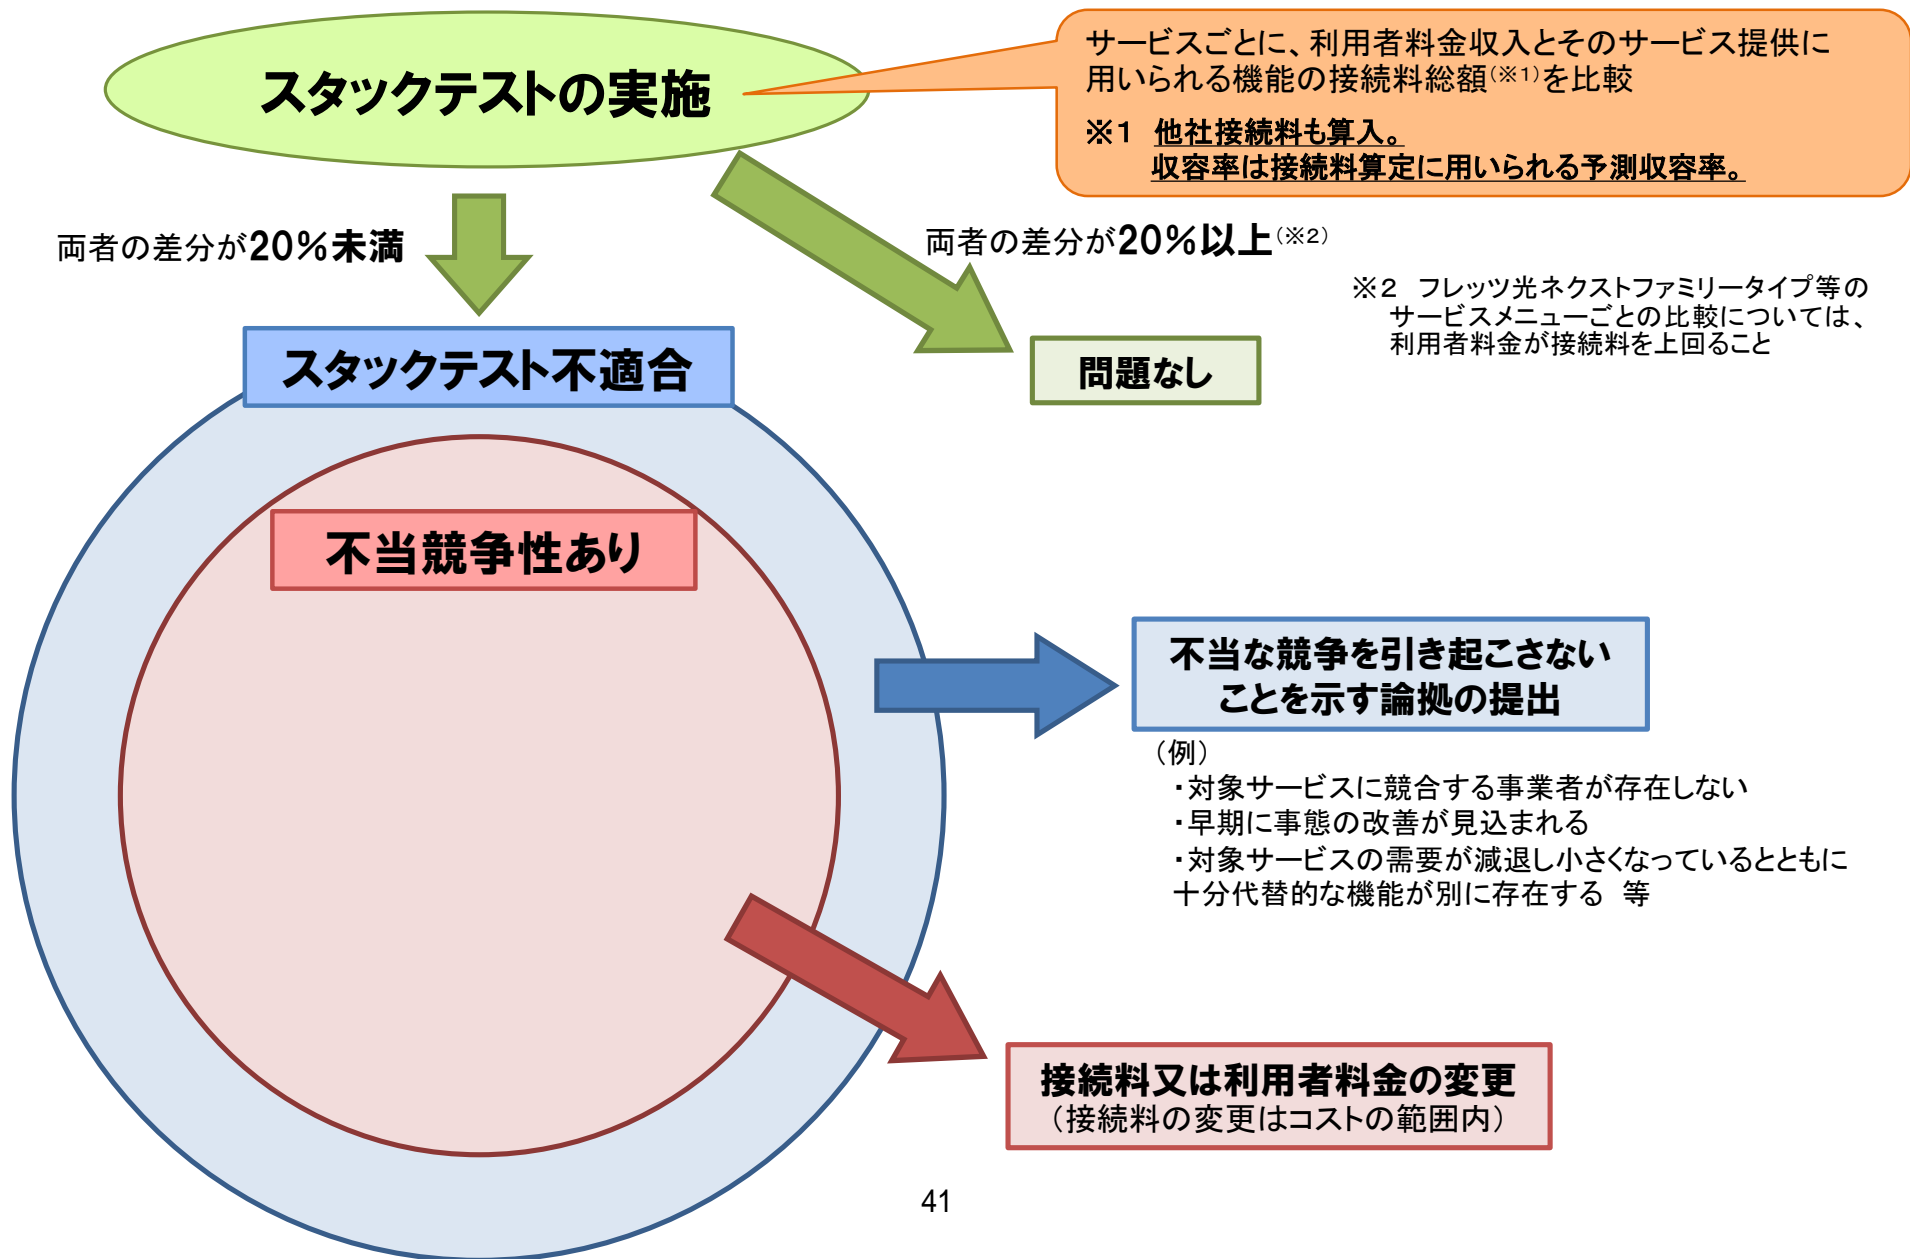 スタックテストの実施
サービスごとに、利用者料金収入とそのサービス提供に
用いられる機能の接続料総額(※1)を比較
※1 他社接続料も算入。
収容率は接続料算定に用いられる予測収容率。
両者の差分が20%未満
両者の差分が20%以上(※2)
※2 フレッツ光ネクストファミリータイプ等の
サービスメニューごとの比較については、
利用者料金が接続料を上回ること
スタックテスト不適合
問題なし
不当競争性あり
不当な競争を引き起こさない
ことを示す論拠の提出
(例)
・対象サービスに競合する事業者が存在しない
・早期に事態の改善が見込まれる
・対象サービスの需要が減退し小さくなっているとともに
十分代替的な機能が別に存在する 等
接続料又は利用者料金の変更
(接続料の変更はコストの範囲内)
41